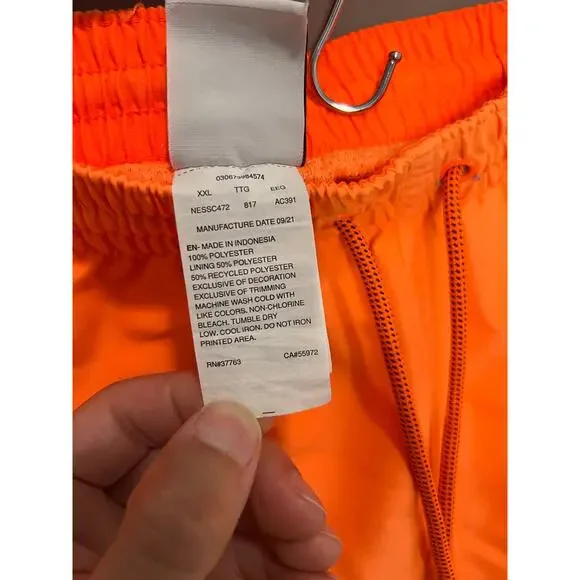 030675984574
XXL TTG EEG
NESSC472 817 AC391
MANUFACTURE DATE 09/21
EN- MADE IN INDONESIA
100% POLYESTER
LINING 50% POLYESTER
50% RECYCLED POLYESTER
EXCLUSIVE OF DECORATION
EXCLUSIVE OF TRIMMING
MACHINE WASH COLD WITH
LIKE COLORS. NON-CHLORINE
BLEACH. TUMBLE DRY
LOW. COOL IRON. DO NOT IRON
PRINTED AREA.
RN#37763 CA#55972